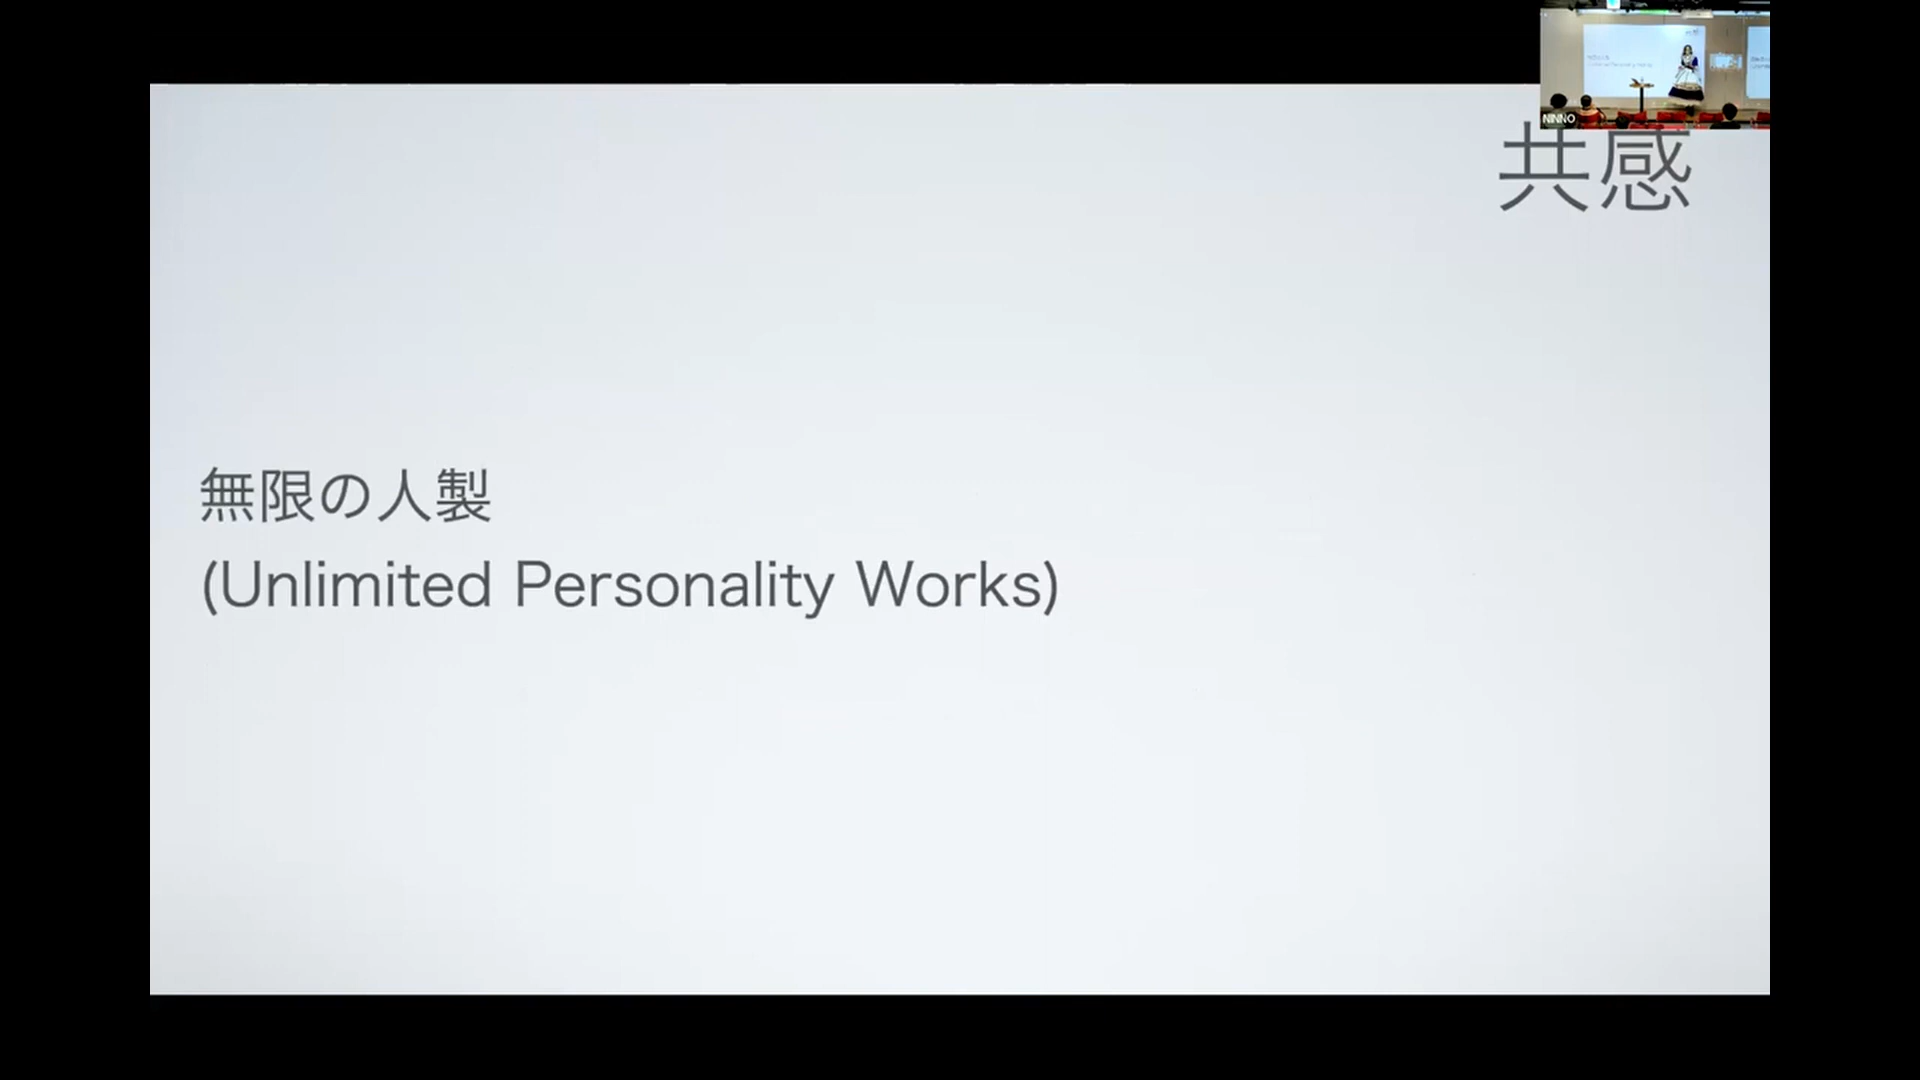 NINNO
共感
無限の人製
(Unlimited Personality Works)